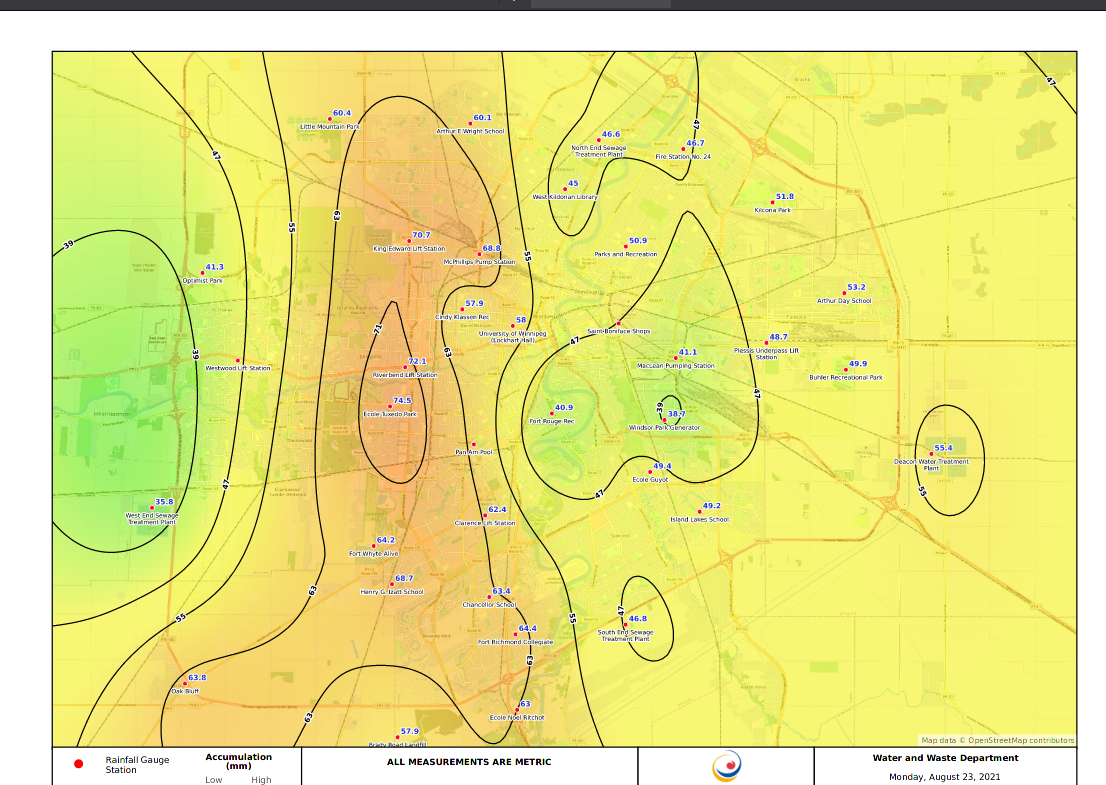 47
47
60.4
Little Mountain Park
60.1
Arthur E Wright School
46.6
North End Sewage
Treatment Plant
47
46.7
Fire Station No. 24
45
West Kildonan Library
51.8
Kilcona Park
63
55
39
70.7
King Edward Lift Station
68.8
McPhillips Pump Station
55
50.9
Parks and Recreation
41.3
Optimist Park
53.2
Arthur Day School
57.9
Cindy Klassen Rec
58
University of Winnipeg
(Lockhart Hall)
71
Saint-Boniface Shops
47
48.7
Plessis Underpass Lift
Station
39
63
41.1
MacLean Pumping Station
Westwood Lift Station
72.1
Riverbend Lift Station
49.9
Buhler Recreational Park
47
74.5
Ecole Tuxedo Park
40.9
Fort Rouge Rec
39
38.7
Windsor Park Generator
Pan Am Pool
55.4
Deacon Water Treatment
Plant
49.4
Ecole Guyot
47
47
55
35.8
West End Sewage
Treatment Plant
62.4
Clarence Lift Station
49.2
Island Lakes School
64.2
Fort Whyte Alive
68.7
Henry G. Izatt School
63
63.4
Chancellor School
55
55
47
46.8
South End Sewage
Treatment Plant
64.4
Fort Richmond Collegiate
63
63.8
Oak Bluff
63
63
Ecole Noel Ritchot
57.9
Brady Road Landfill
Map data © OpenStreetMap contributors
Rainfall Gauge
Station
Accumulation
(mm)
Low High
ALL MEASUREMENTS ARE METRIC
Water and Waste Department
Monday, August 23, 2021